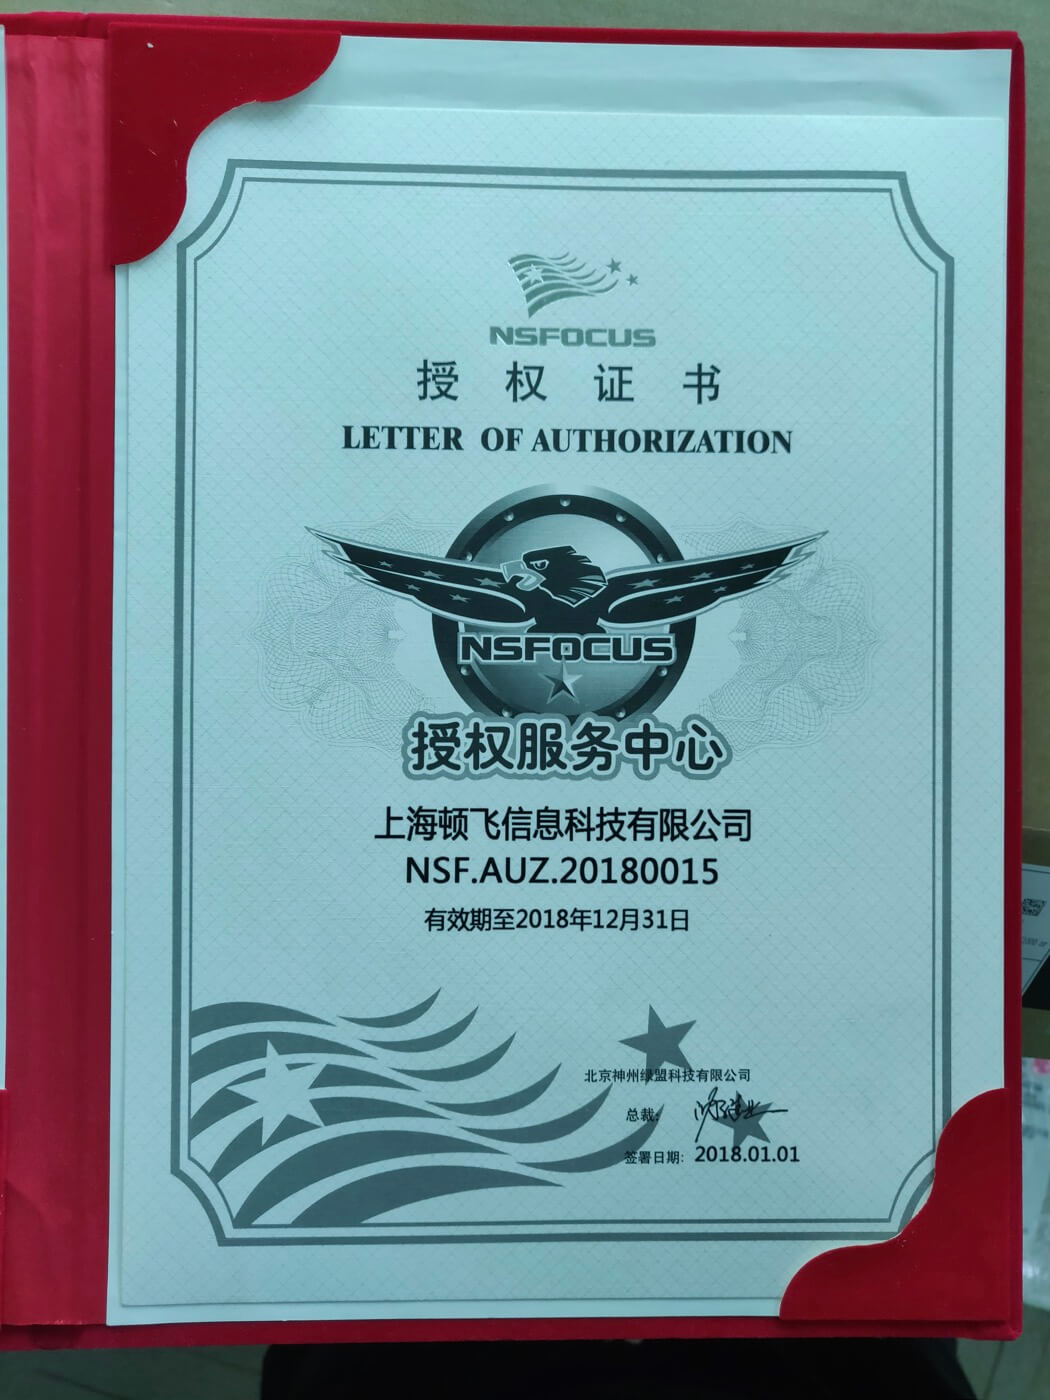 NSFOCUS
授权证书
LETTER OF AUTHORIZATION
NSFOCUS
授权服务中心
上海顿飞信息科技有限公司
NSF.AUZ.20180015
有效期至2018年12月31日
北京神州绿盟科技有限公司
总裁:
签署日期: 2018.01.01